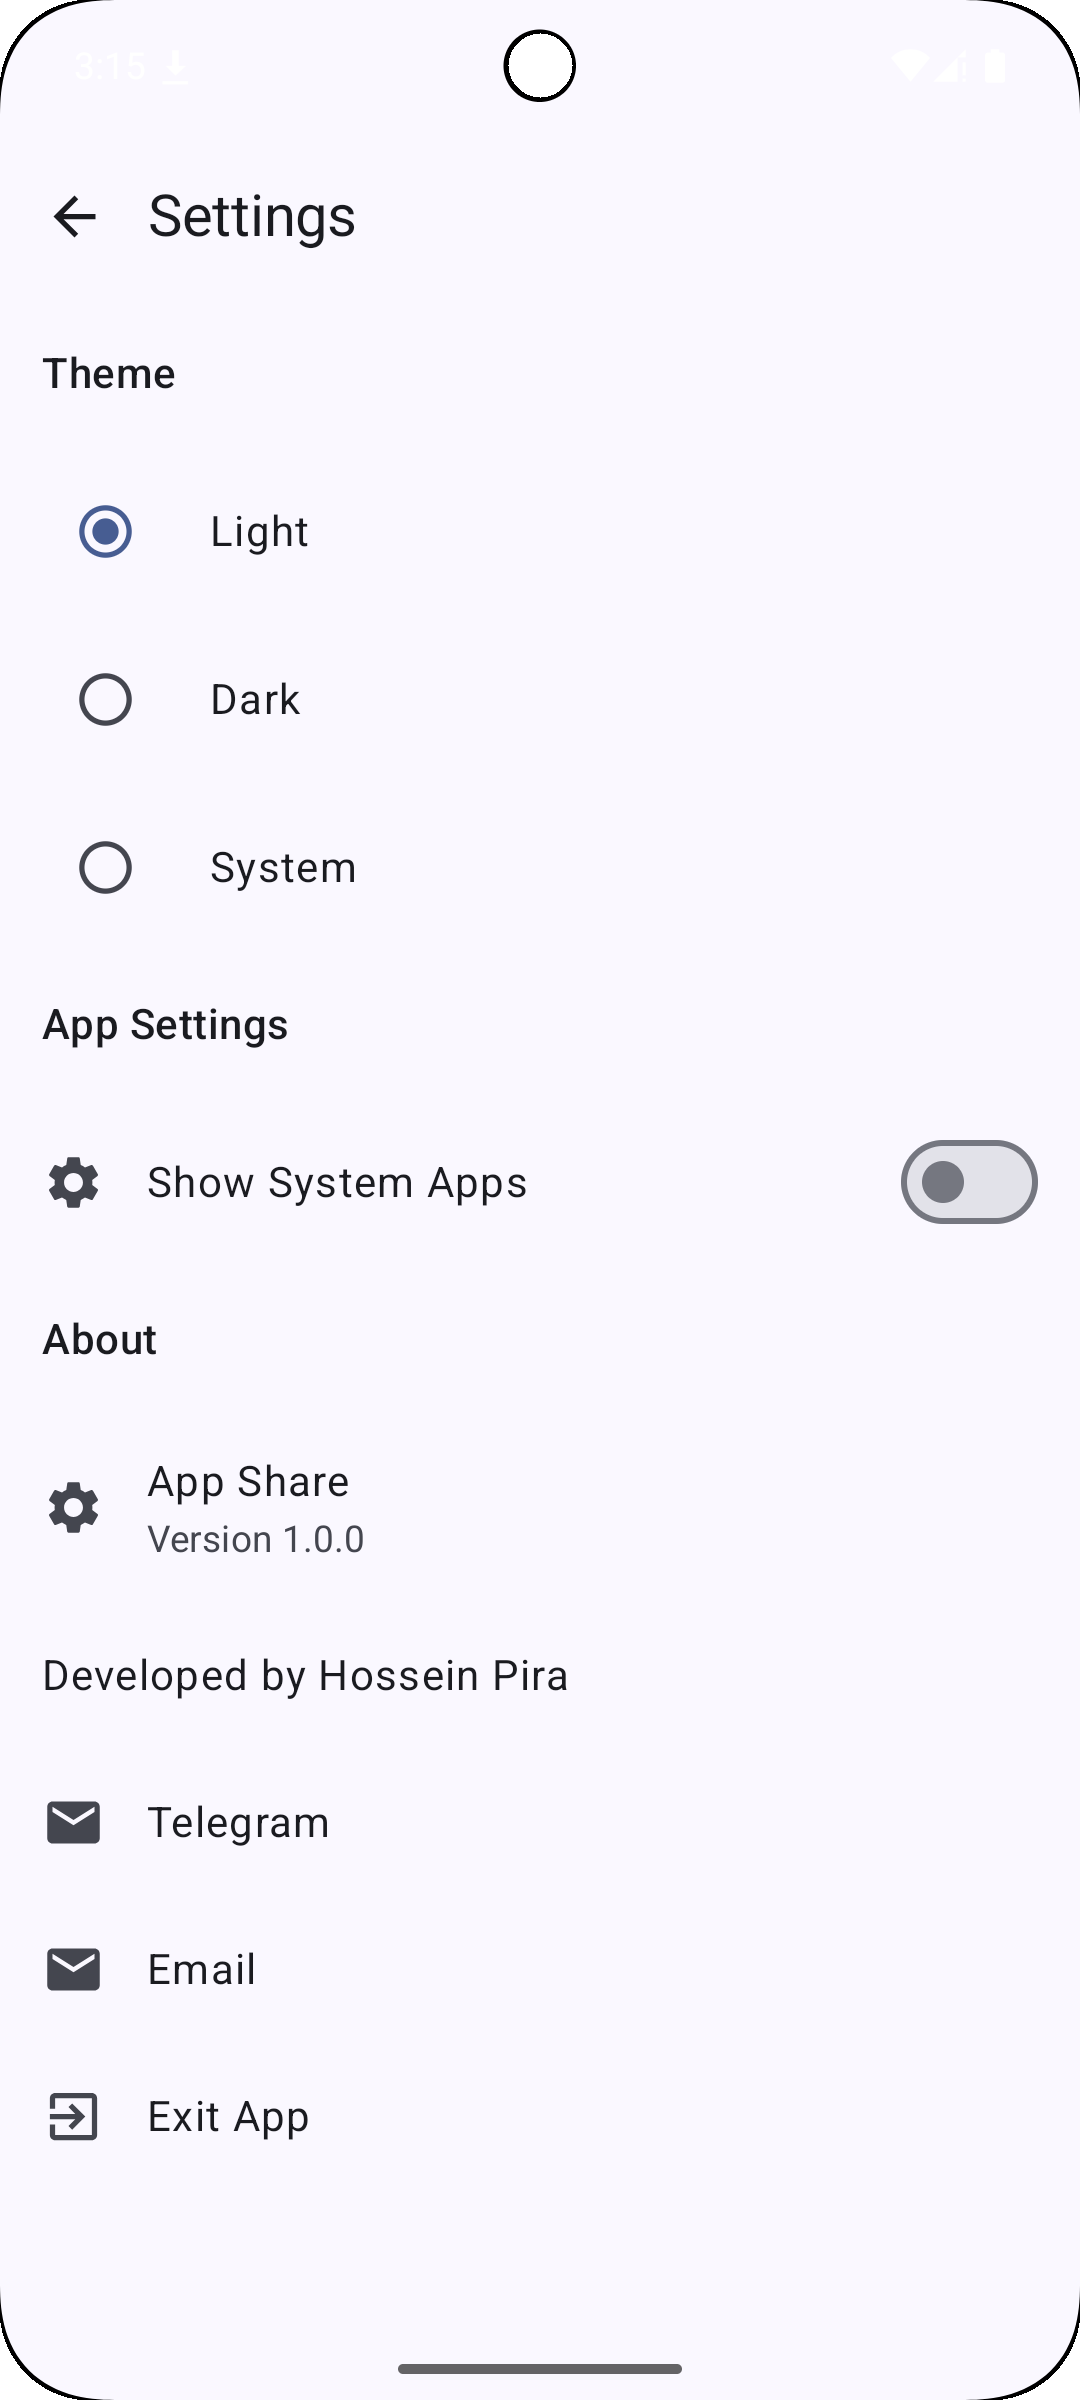 3:15
Settings
Theme
Light
Dark
System
App Settings
Show System Apps
About
App Share
Version 1.0.0
Developed by Hossein Pira
Telegram
Email
Exit App